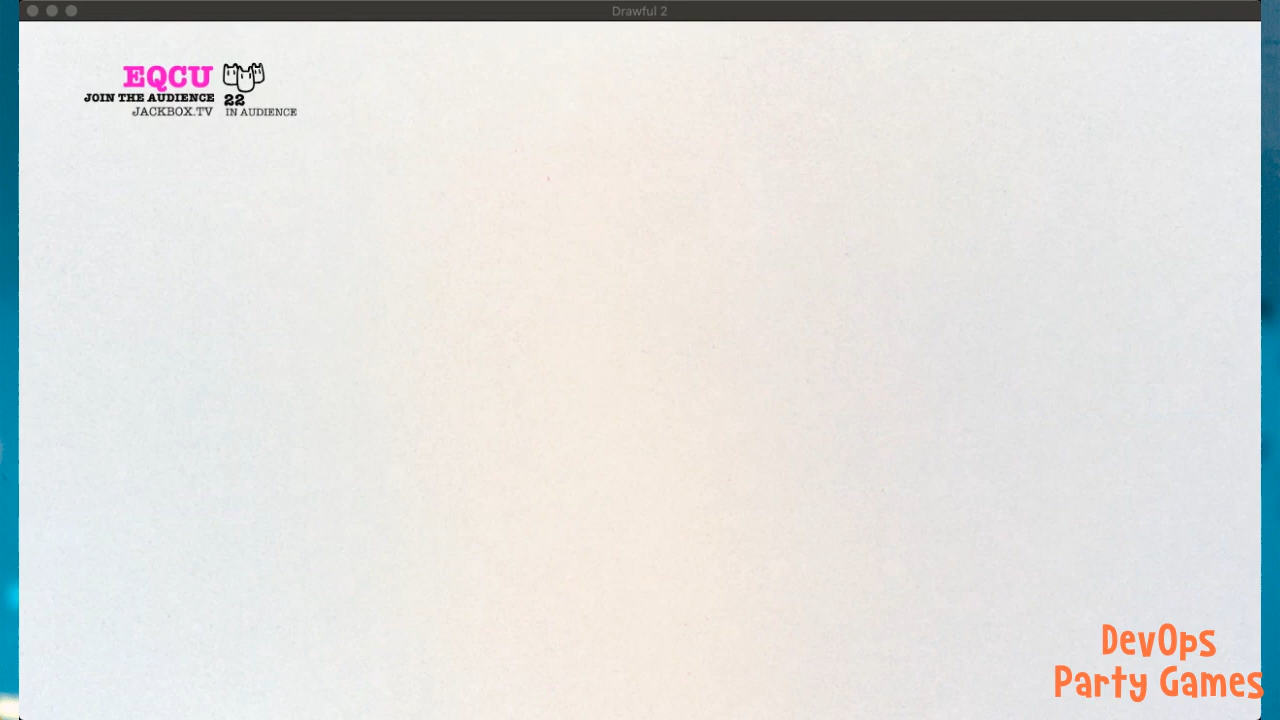 Drawful 2
EQCU
JOIN THE AUDIENCE
JACKBOX.TV
22
IN AUDIENCE
DevOps
Party Games